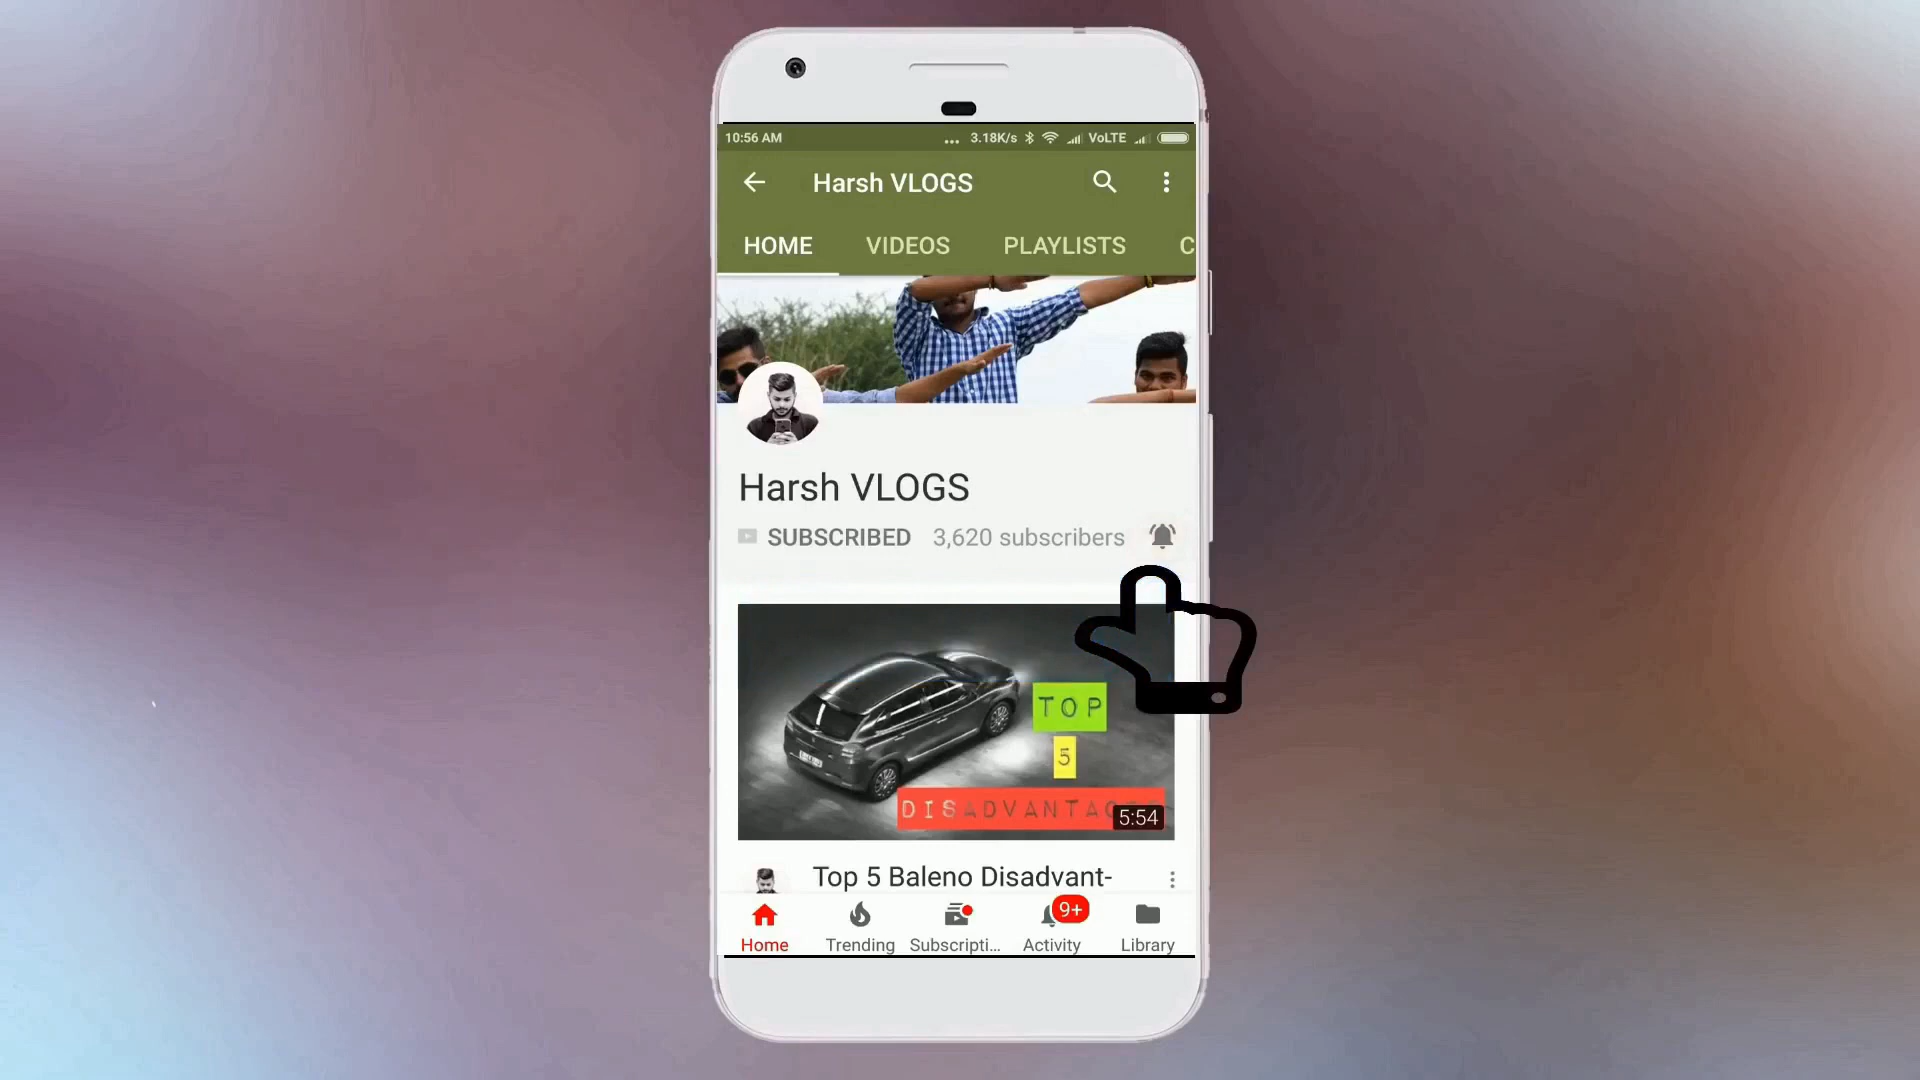 10:56 AM ... 3.18K/s VoLTE
Harsh VLOGS
HOME VIDEOS PLAYLISTS C
Harsh VLOGS
SUBSCRIBED 3,620 subscribers
TOP
5
DISADVANTAG
5:54
Top 5 Baleno Disadvant-
9+
Home Trending Subscripti... Activity Library